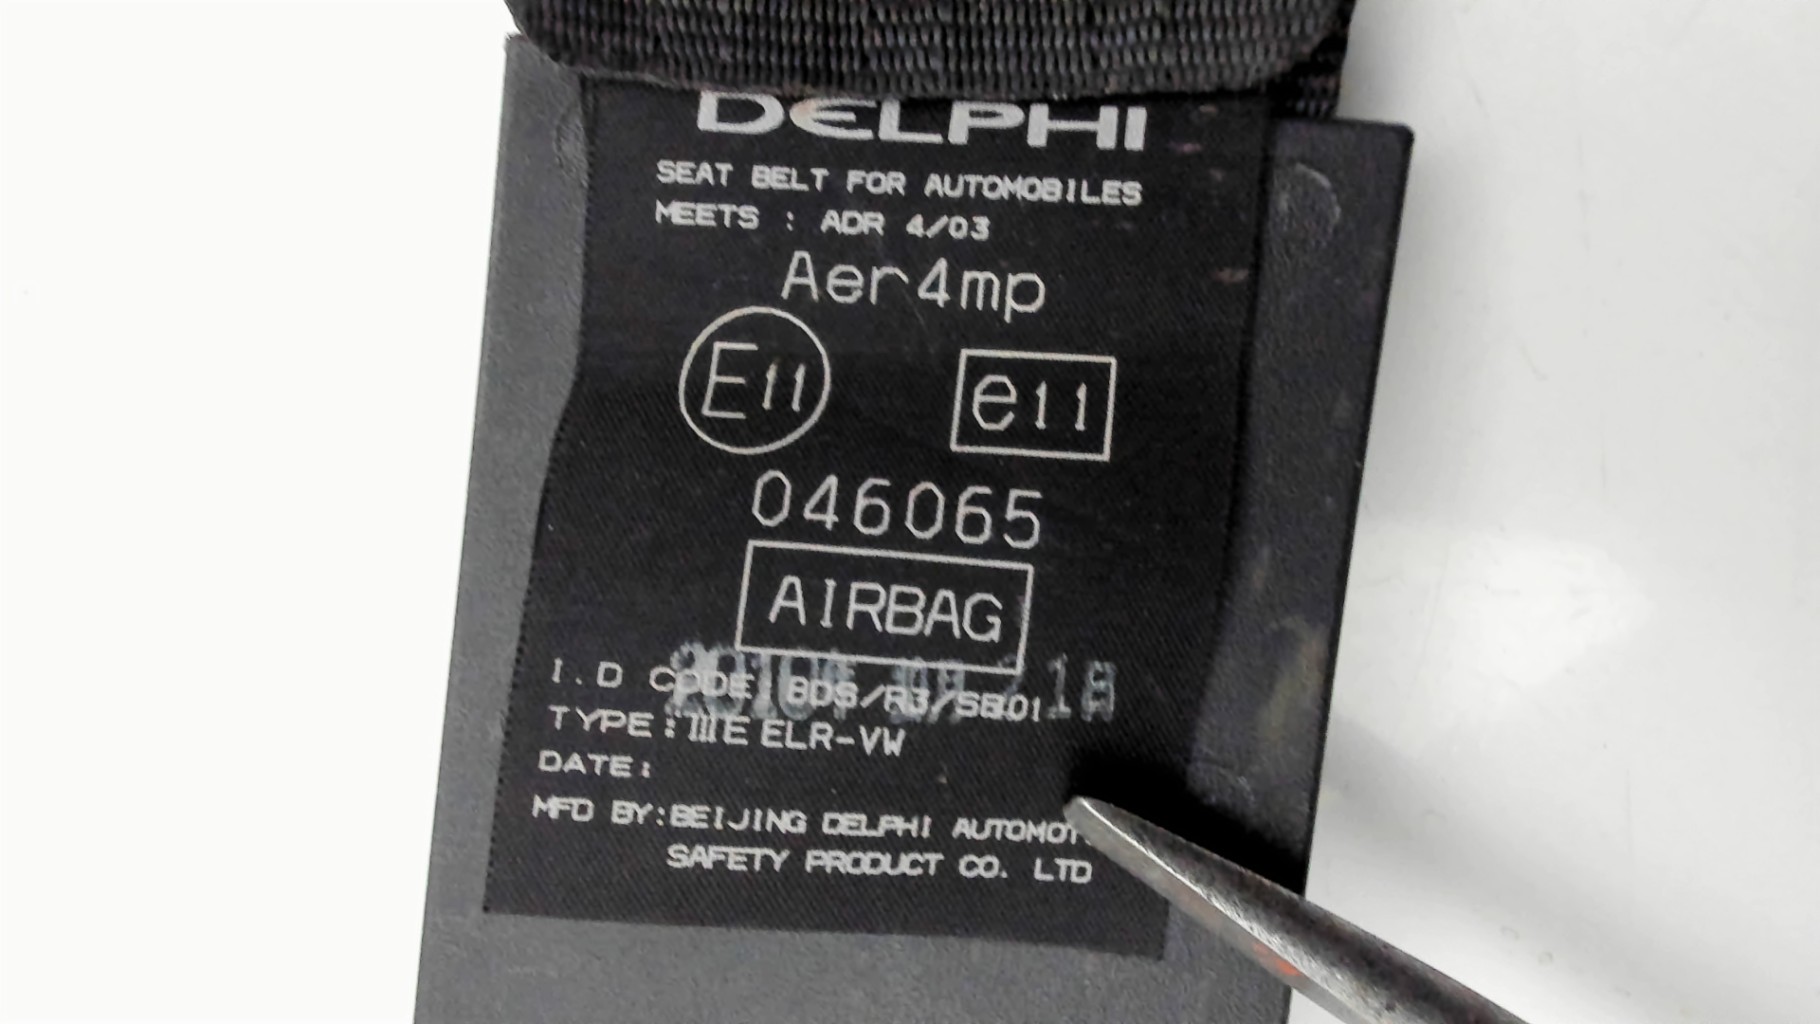 DELPHI
SEAT BELT FOR AUTOMOBILES
MEETS : ADR 4/03
Aer4mp
E11 e11
046065
AIRBAG
I.D CODE: BDS/R3/SB01
TYPE: IIIE ELR-VW
DATE:
MFD BY: BEIJING DELPHI
SAFETY PRODUCT CO. LTD